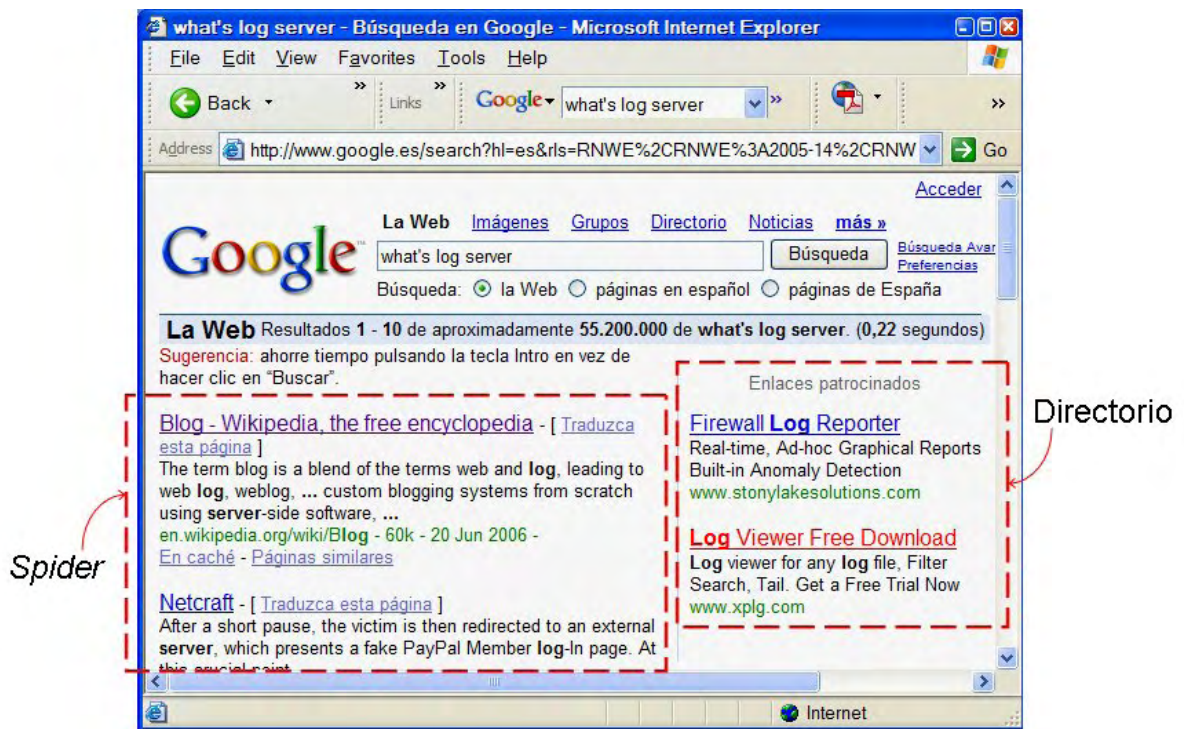 what's log server - Búsqueda en Google - Microsoft Internet Explorer
File Edit View Favorites Tools Help
Back » Links » Google what's log server » »
Address http://www.google.es/search?hl=es&rls=RNWE%2CRNWE%3A2005-14%2CRNW Go
Acceder
La Web Imágenes Grupos Directorio Noticias más »
Google™
what's log server Búsqueda Búsqueda Avan
Preferencias
Búsqueda: la Web páginas en español páginas de España
La Web Resultados 1 - 10 de aproximadamente 55.200.000 de what's log server. (0,22 segundos)
Sugerencia: ahorre tiempo pulsando la tecla Intro en vez de
hacer clic en "Buscar".
Blog - Wikipedia, the free encyclopedia - [ Traduzca
esta página ]
The term blog is a blend of the terms web and log, leading to
web log, weblog, ... custom blogging systems from scratch
using server-side software, ...
en.wikipedia.org/wiki/Blog - 60k - 20 Jun 2006 -
En caché - Páginas similares
Netcraft - [ Traduzca esta página ]
After a short pause, the victim is then redirected to an external
server, which presents a fake PayPal Member log-In page. At
this crucial point
Enlaces patrocinados
Firewall Log Reporter
Real-time, Ad-hoc Graphical Reports
Built-in Anomaly Detection
www.stonylakesolutions.com
Log Viewer Free Download
Log viewer for any log file, Filter
Search, Tail. Get a Free Trial Now
www.xplg.com
Internet
Spider
Directorio